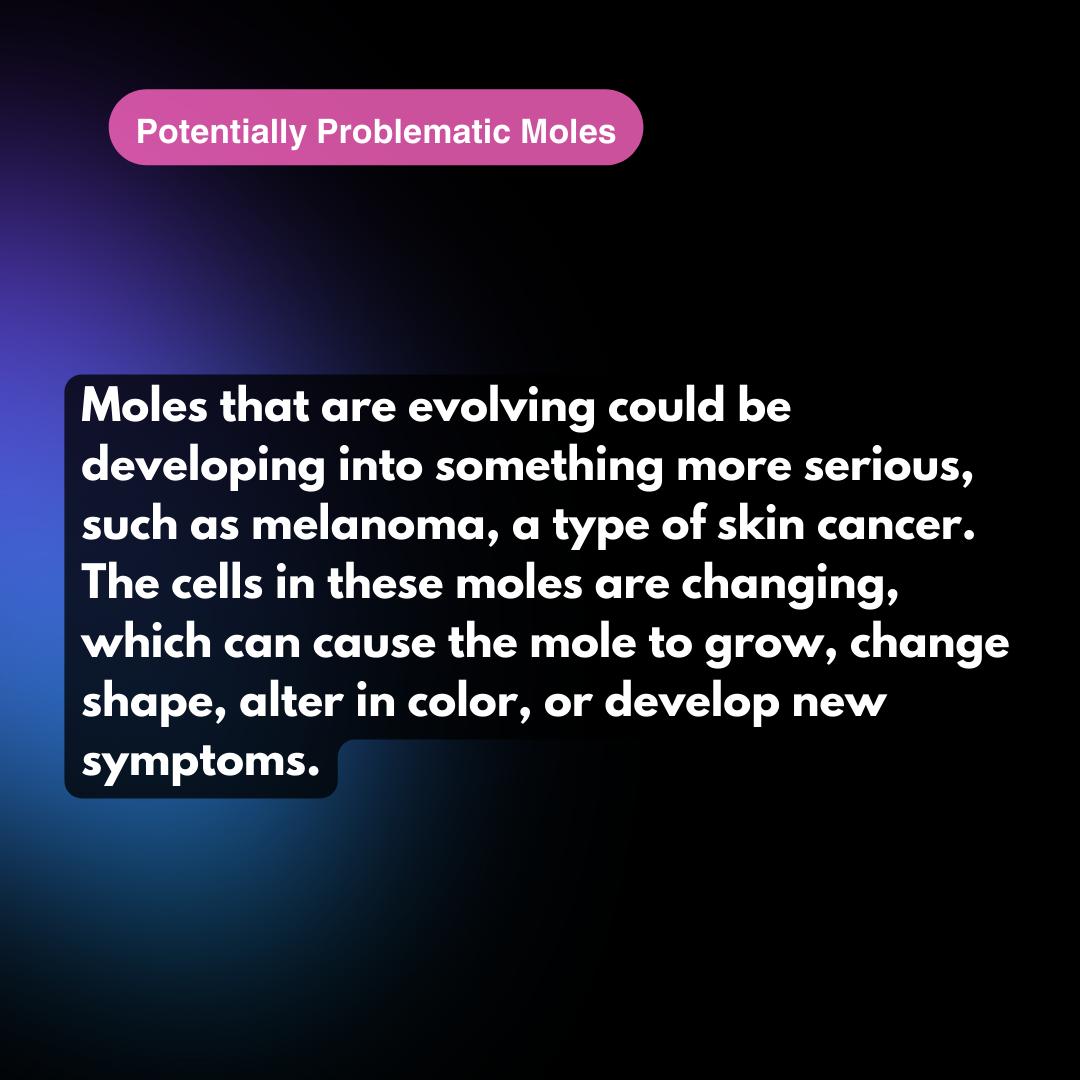 Potentially Problematic Moles
Moles that are evolving could be
developing into something more serious,
such as melanoma, a type of skin cancer.
The cells in these moles are changing,
which can cause the mole to grow, change
shape, alter in color, or develop new
symptoms.